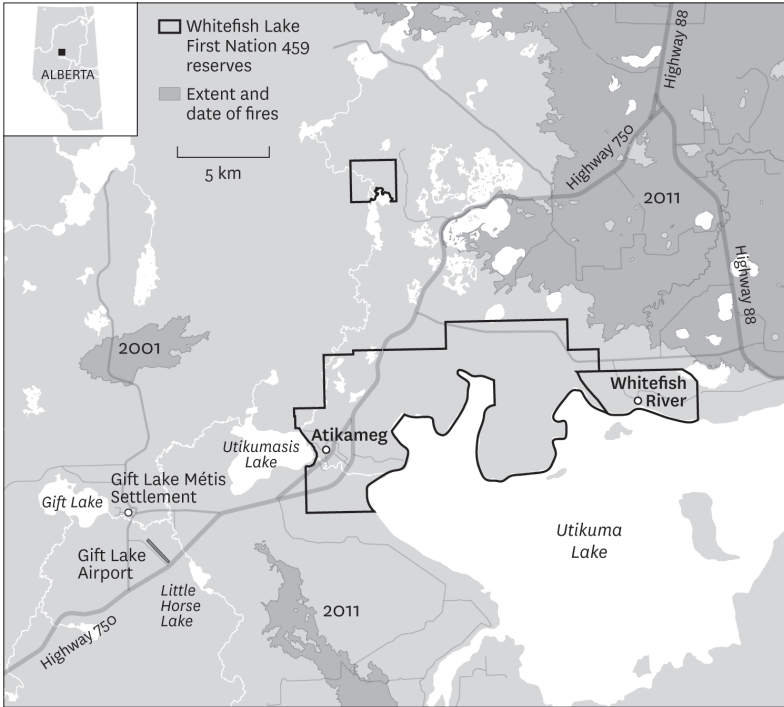 ALBERTA
Whitefish Lake
First Nation 459
reserves
Extent and
date of fires
5 km
Highway 88
Highway 750
2011
Highway 88
2001
Whitefish
River
Atikameg
Utikumasis
Lake
Gift Lake Métis
Settlement
Gift Lake
Utikuma
Lake
Gift Lake
Airport
Little
Horse
Lake
2011
Highway 750